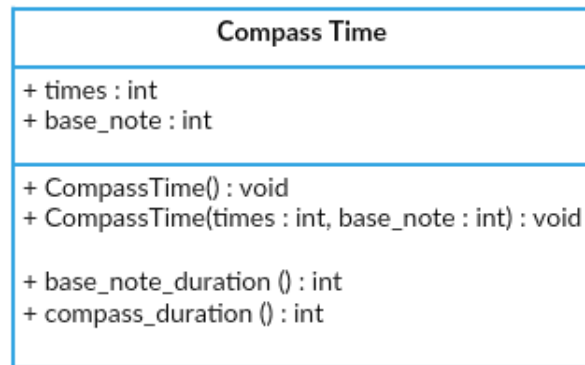 Compass Time
+ times : int
+ base_note : int
+ CompassTime() : void
+ CompassTime(times : int, base_note : int) : void
+ base_note_duration () : int
+ compass_duration () : int